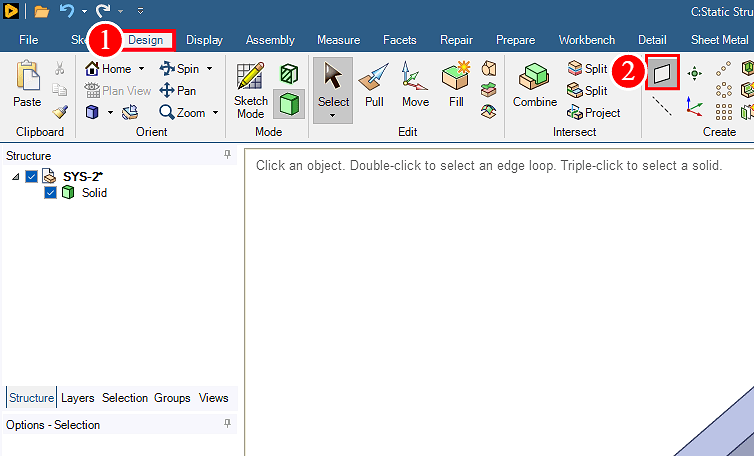 C:Static Stru
File Sk 1 Design Display Assembly Measure Facets Repair Prepare Workbench Detail Sheet Metal
Home Spin Split 2
Plan View Pan Split
Paste Zoom Sketch Mode Select Pull Move Fill Combine Project
Clipboard Orient Mode Edit Intersect Create
Structure
Click an object. Double-click to select an edge loop. Triple-click to select a solid.
SYS-2*
Solid
Structure Layers Selection Groups Views
Options - Selection